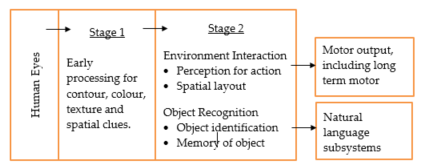 Human Eyes
Stage 1
Early
processing for
contour, colour,
texture and
spatial clues.
Stage 2
Environment Interaction
• Perception for action
• Spatial layout
Object Recognition
• Object identification
• Memory of object
Motor output,
including long
term motor
Natural
language
subsystems